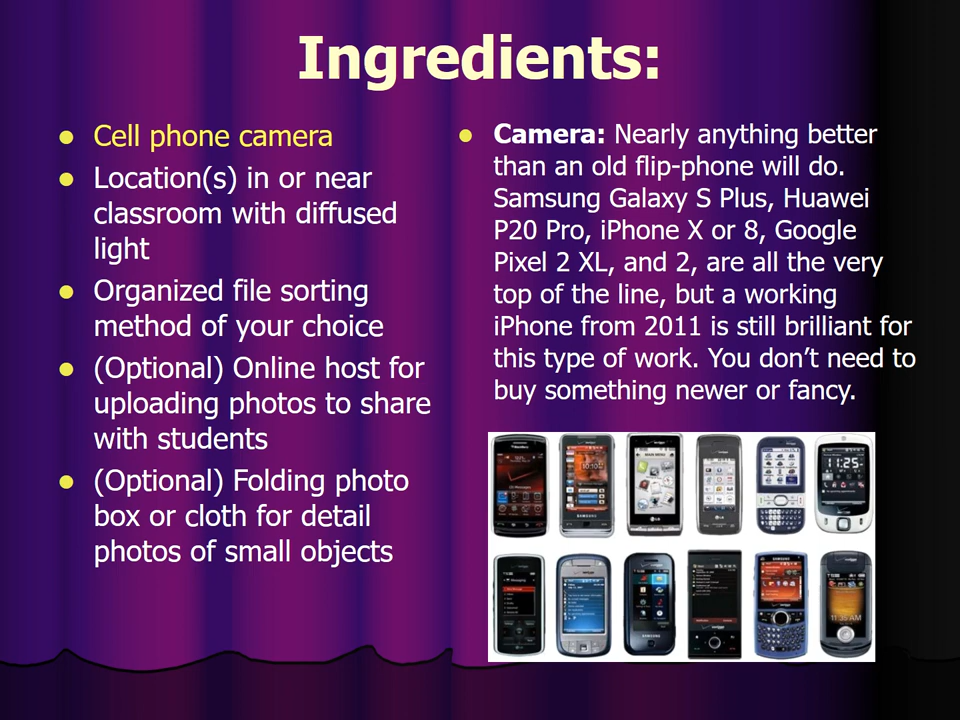 Ingredients:
Cell phone camera
Location(s) in or near
classroom with diffused
light
Organized file sorting
method of your choice
(Optional) Online host for
uploading photos to share
with students
(Optional) Folding photo
box or cloth for detail
photos of small objects
Camera: Nearly anything better
than an old flip-phone will do.
Samsung Galaxy S Plus, Huawei
P20 Pro, iPhone X or 8, Google
Pixel 2 XL, and 2, are all the very
top of the line, but a working
iPhone from 2011 is still brilliant for
this type of work. You don’t need to
buy something newer or fancy.
11:25
11:35 AM